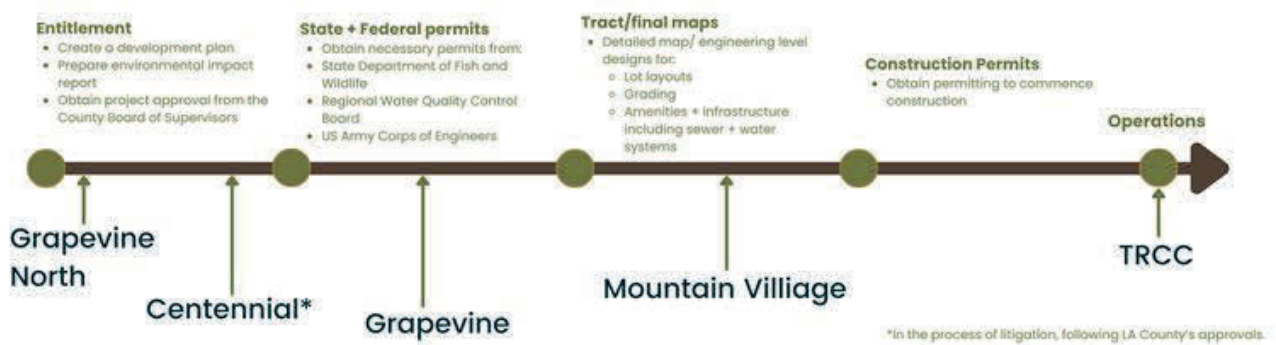 Entitlement
• Create a development plan
• Prepare environmental impact
report
• Obtain project approval from the
County Board of Supervisors
State + Federal permits
• Obtain necessary permits from:
• State Department of Fish and
Wildlife
• Regional Water Quality Control
Board
• US Army Corps of Engineers
Tract/final maps
• Detailed map/ engineering level
designs for:
○ Lot layouts
○ Grading
○ Amenities + infrastructure
including sewer + water
systems
Construction Permits
• Obtain permitting to commence
construction
Operations
Grapevine
North
Centennial*
Grapevine
Mountain Villiage
TRCC
*In the process of litigation, following LA County's approvals.